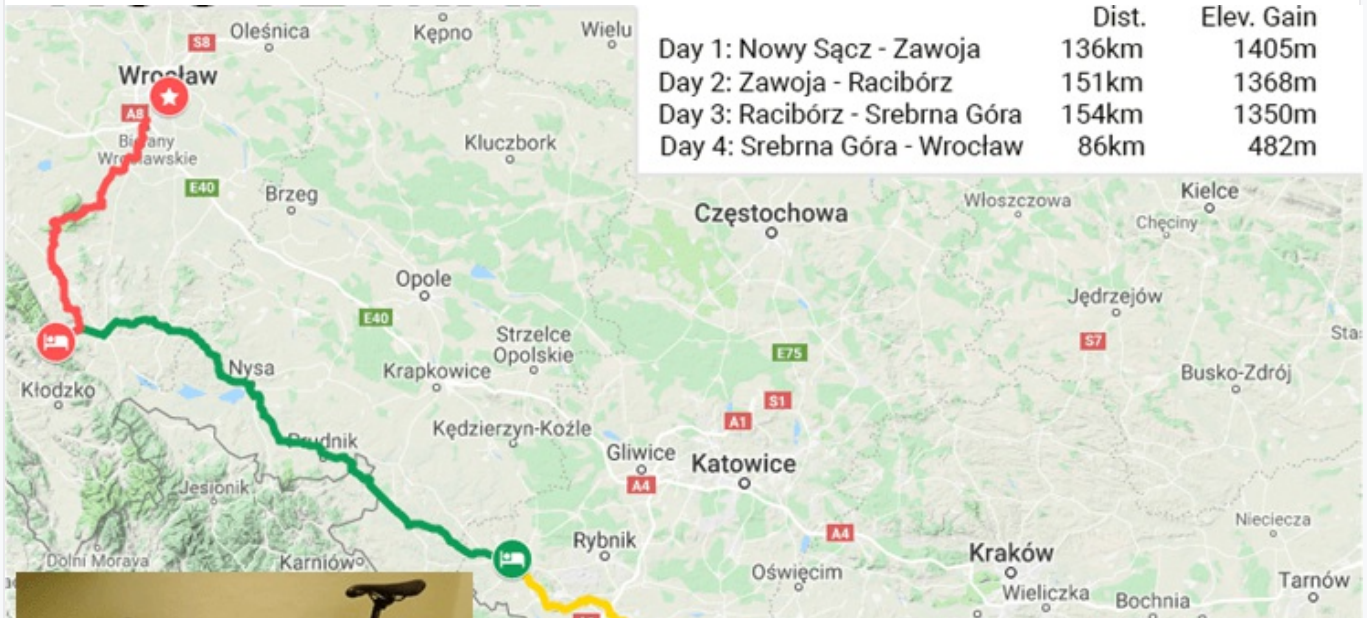 Dist. Elev. Gain
Day 1: Nowy Sącz - Zawoja 136km 1405m
Day 2: Zawoja - Racibórz 151km 1368m
Day 3: Racibórz - Srebrna Góra 154km 1350m
Day 4: Srebrna Góra - Wrocław 86km 482m
S8 Oleśnica
Kępno
Wielu
Wrocław
A8
Bielany
Wrocławskie
Kluczbork
E40
Brzeg
Częstochowa
Włoszczowa
Kielce
Chęciny
Opole
E40
Jędrzejów
S7
Strzelce
Opolskie
E75
Nysa
Krapkowice
Kłodzko
S1
A1
Busko-Zdrój
Prudnik
Kędzierzyn-Koźle
Gliwice
Katowice
A4
Jesionik
A4
Nieciecza
Rybnik
Kraków
Dolni Morava
Karniów
Oświęcim
Wieliczka
Bochnia
Tarnów